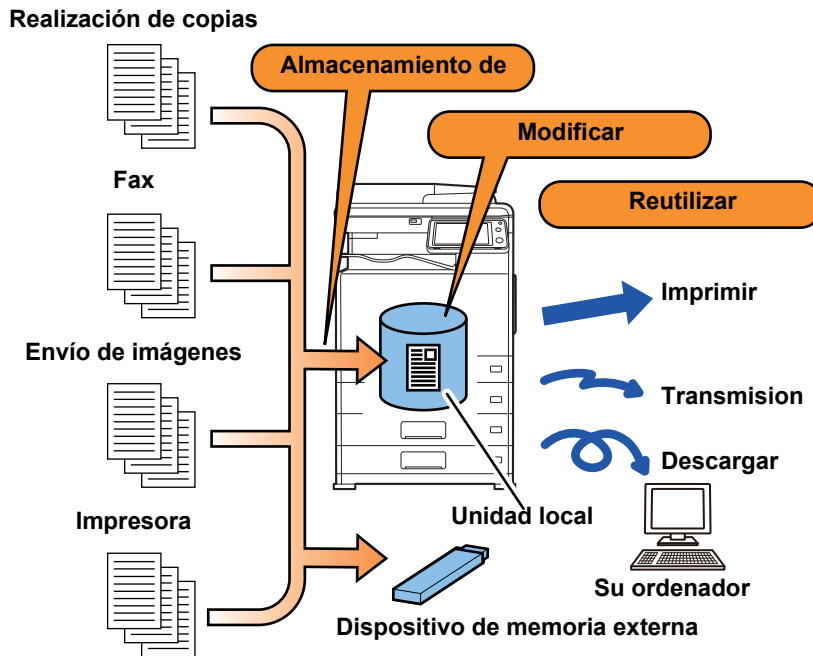 Realización de copias
Almacenamiento de
Modificar
Fax
Reutilizar
Imprimir
Envío de imágenes
Transmision
Descargar
Impresora
Unidad local
Su ordenador
Dispositivo de memoria externa